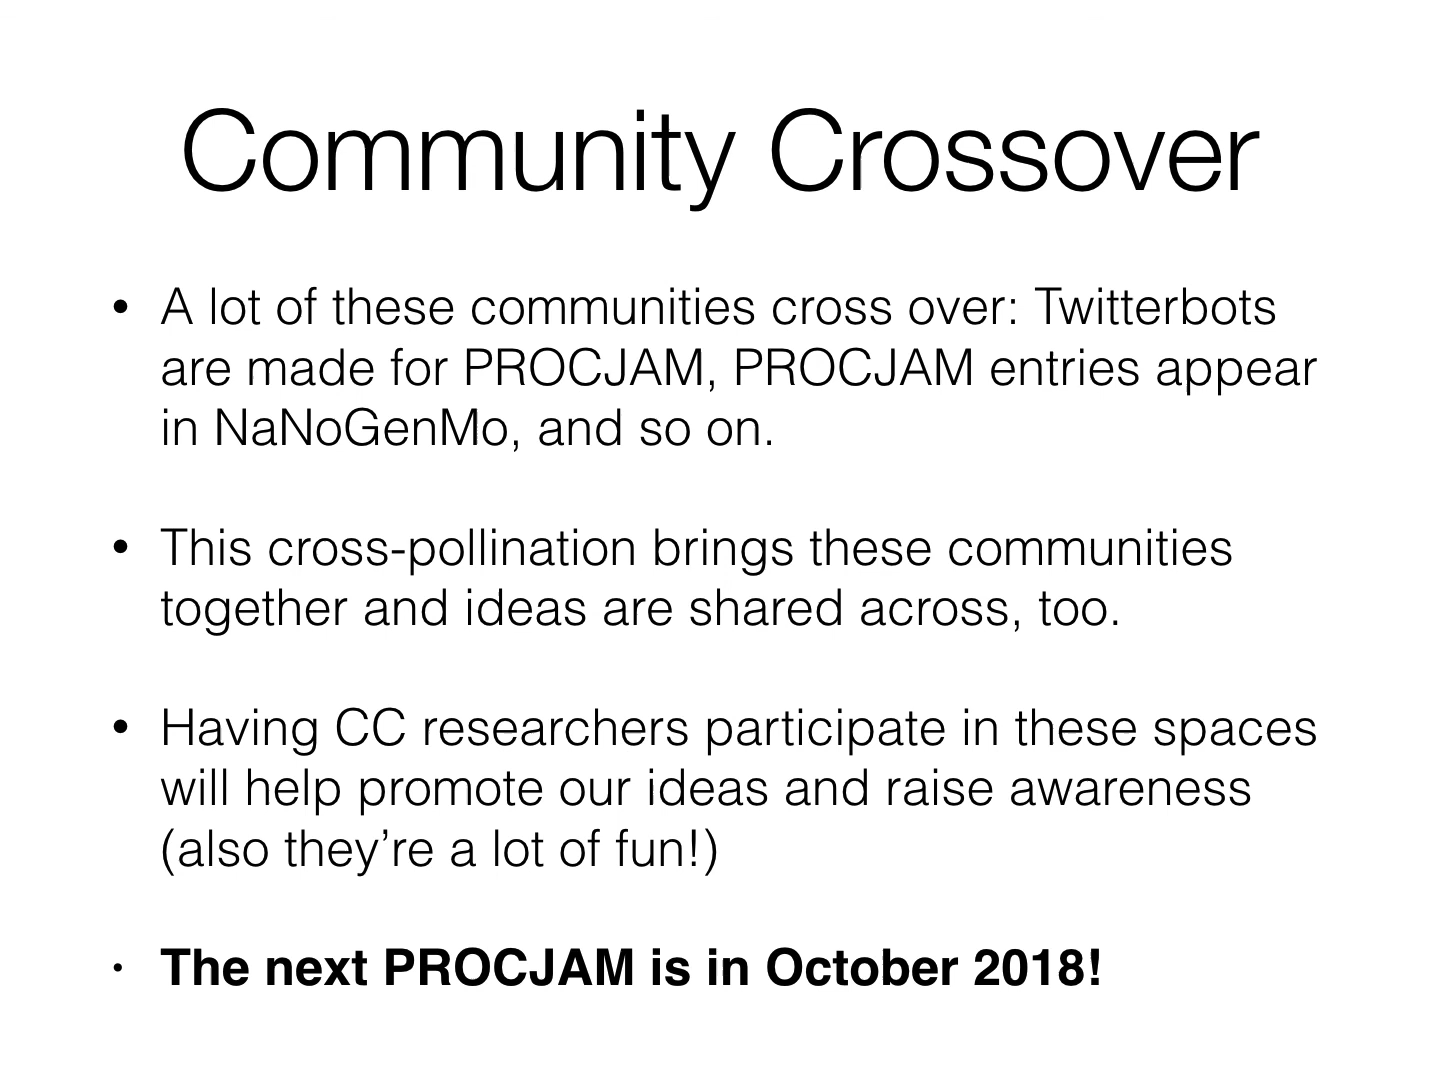 Community Crossover
• A lot of these communities cross over: Twitterbots
are made for PROCJAM, PROCJAM entries appear
in NaNoGenMo, and so on.
• This cross-pollination brings these communities
together and ideas are shared across, too.
• Having CC researchers participate in these spaces
will help promote our ideas and raise awareness
(also they’re a lot of fun!)
• The next PROCJAM is in October 2018!